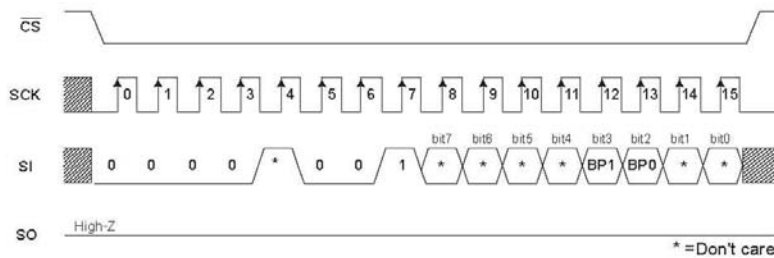 CS
SCK 0 1 2 3 4 5 6 7 8 9 10 11 12 13 14 15
bit7 bit6 bit5 bit4 bit3 bit2 bit1 bit0
SI 0 0 0 0 * 0 0 1 * * * * BP1 BP0 * *
High-Z
SO
* =Don't care